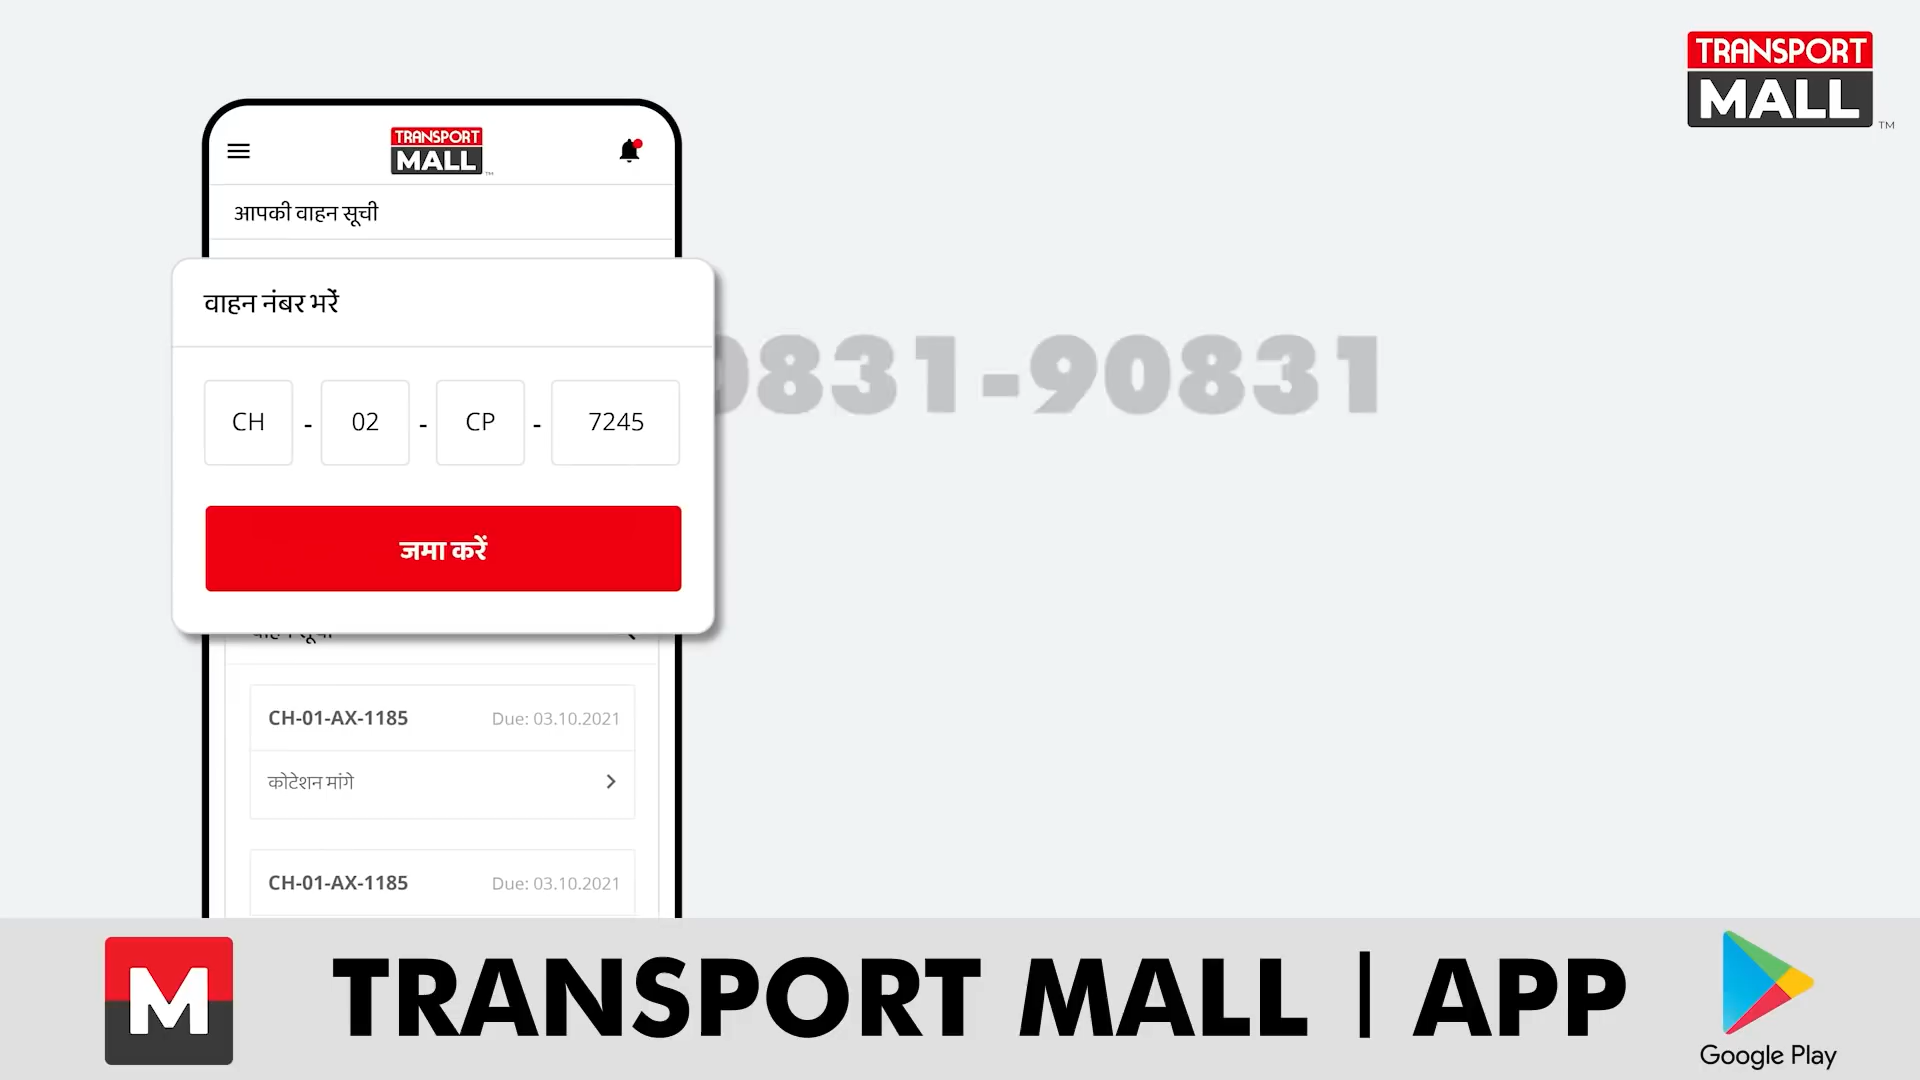 TRANSPORT
MALL
TM
TRANSPORT
MALL
TM
आपकी वाहन सूची
वाहन नंबर भरें
CH - 02 - CP - 7245
जमा करें
0831-90831
CH-01-AX-1185 Due: 03.10.2021
कोटेशन मांगे
CH-01-AX-1185 Due: 03.10.2021
M
TRANSPORT MALL | APP
Google Play